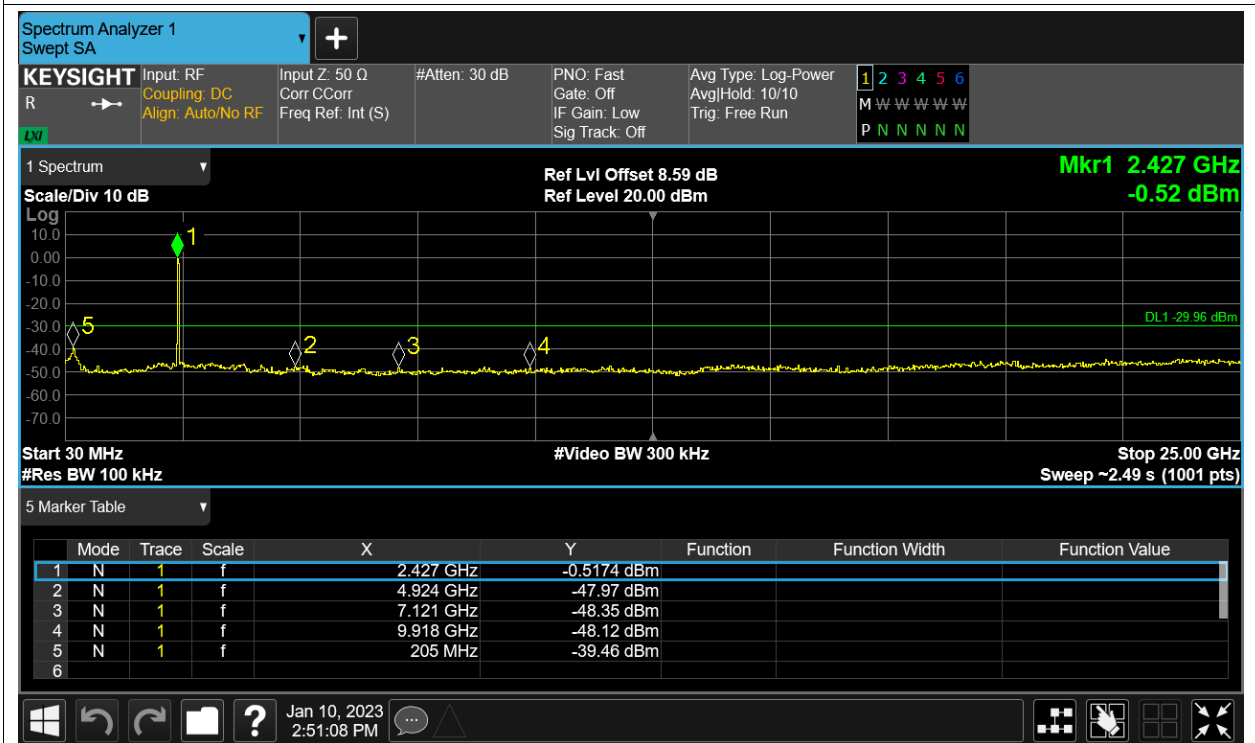 Spectrum Analyzer 1
Swept SA
KEYSIGHT
R
LXI
Input: RF
Coupling: DC
Align: Auto/No RF
Input Z: 50 Ω
Corr CCorr
Freq Ref: Int (S)
#Atten: 30 dB
PNO: Fast
Gate: Off
IF Gain: Low
Sig Track: Off
Avg Type: Log-Power
Avg|Hold: 10/10
Trig: Free Run
1 2 3 4 5 6
M W W W W W
P N N N N N
1 Spectrum
Scale/Div 10 dB
Ref Lvl Offset 8.59 dB
Ref Level 20.00 dBm
Mkr1 2.427 GHz
-0.52 dBm
Log
10.0
0.00
-10.0
-20.0
-30.0
-40.0
-50.0
-60.0
-70.0
1
5
2
3
4
DL1 -29.96 dBm
Start 30 MHz
#Res BW 100 kHz
#Video BW 300 kHz
Stop 25.00 GHz
Sweep ~2.49 s (1001 pts)
5 Marker Table
Mode Trace Scale X Y Function Function Width Function Value
1 N 1 f 2.427 GHz -0.5174 dBm
2 N 1 f 4.924 GHz -47.97 dBm
3 N 1 f 7.121 GHz -48.35 dBm
4 N 1 f 9.918 GHz -48.12 dBm
5 N 1 f 205 MHz -39.46 dBm
6
?
Jan 10, 2023
2:51:08 PM